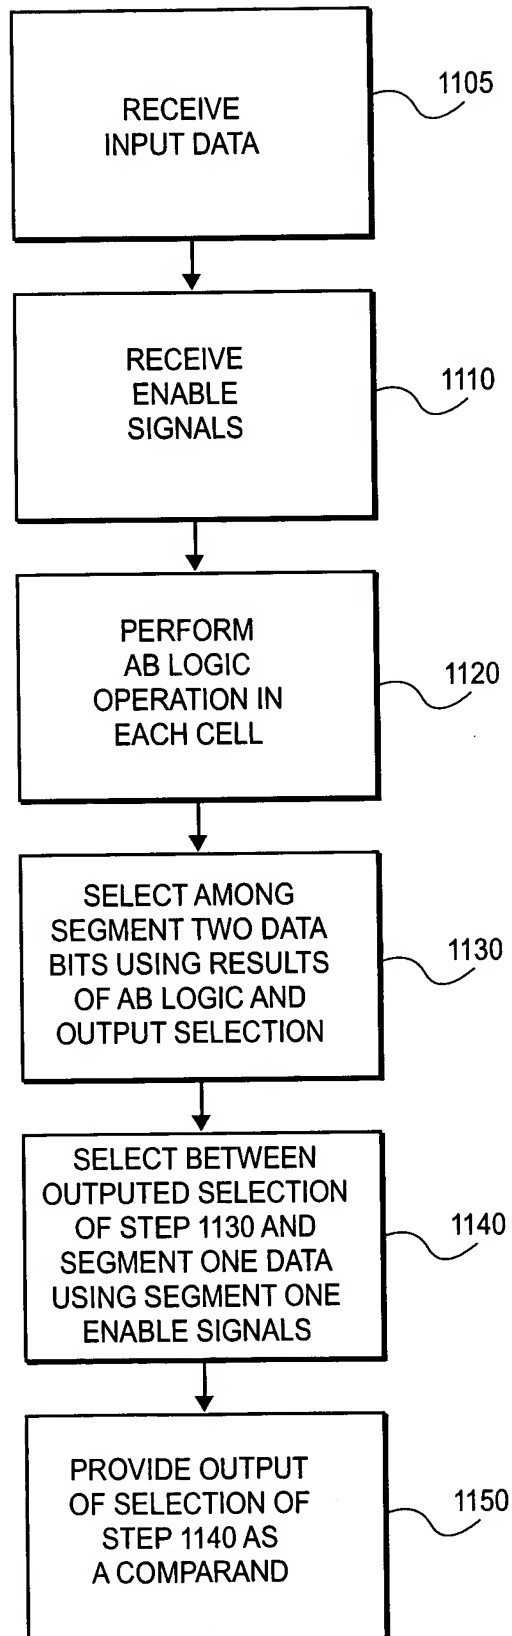 RECEIVE
INPUT DATA
1105
RECEIVE
ENABLE
SIGNALS
1110
PERFORM
AB LOGIC
OPERATION IN
EACH CELL
1120
SELECT AMONG
SEGMENT TWO DATA
BITS USING RESULTS
OF AB LOGIC AND
OUTPUT SELECTION
1130
SELECT BETWEEN
OUTPUTED SELECTION
OF STEP 1130 AND
SEGMENT ONE DATA
USING SEGMENT ONE
ENABLE SIGNALS
1140
PROVIDE OUTPUT
OF SELECTION OF
STEP 1140 AS
A COMPARAND
1150